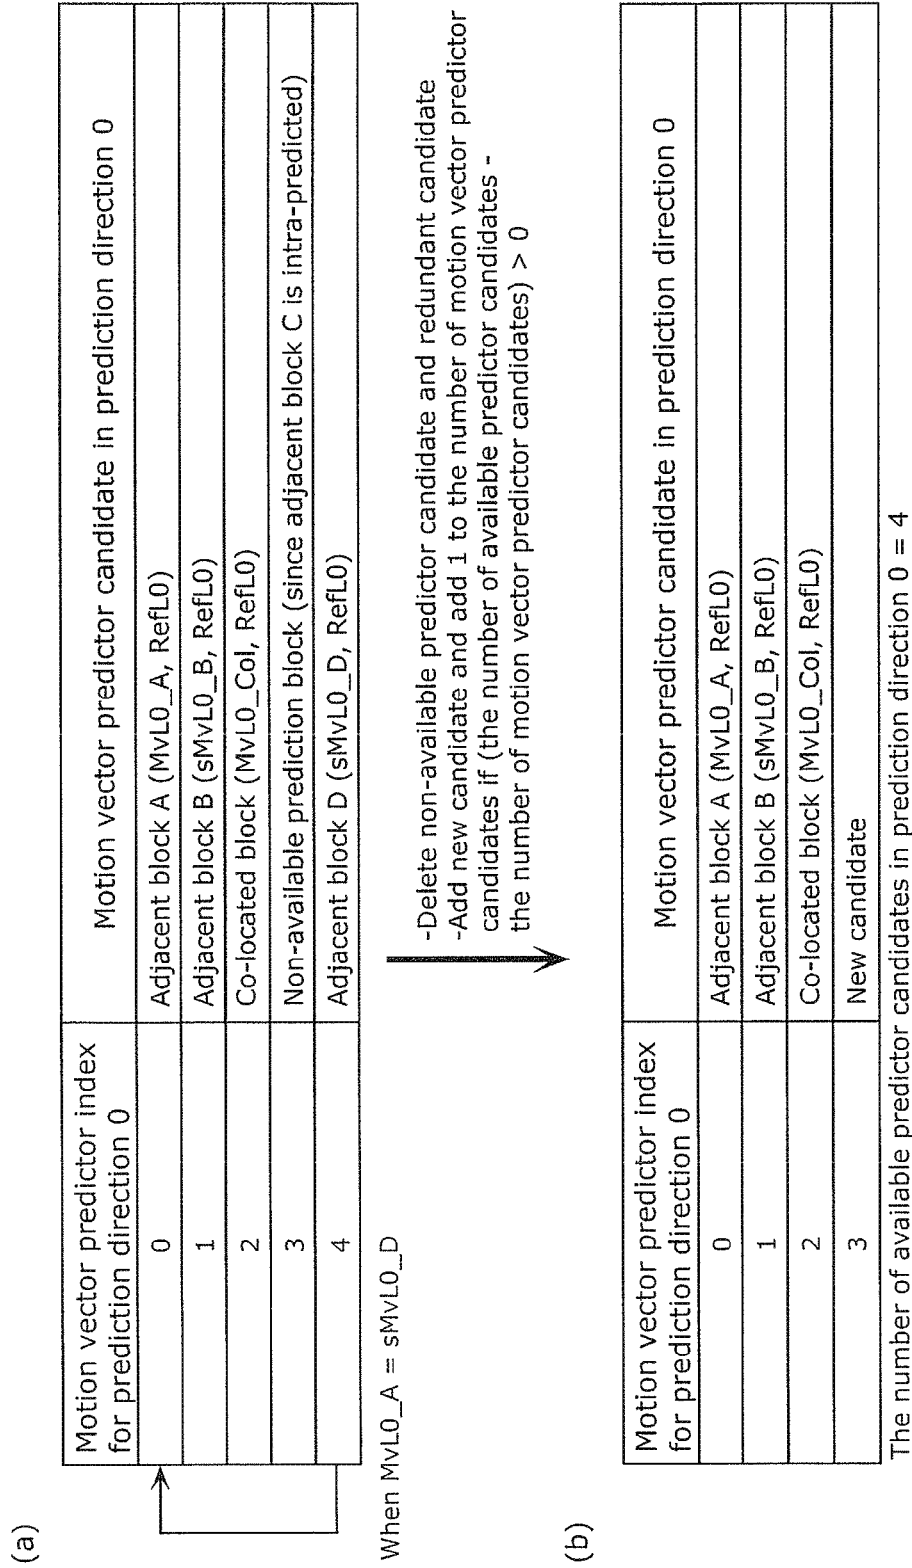 (a)
Motion vector predictor index
for prediction direction 0
Motion vector predictor candidate in prediction direction 0
0
Adjacent block A (MvL0_A, RefL0)
1
Adjacent block B (sMvL0_B, RefL0)
2
Co-located block (MvL0_Col, RefL0)
3
Non-available prediction block (since adjacent block C is intra-predicted)
4
Adjacent block D (sMvL0_D, RefL0)
When MvL0_A = sMvL0_D
-Delete non-available predictor candidate and redundant candidate
-Add new candidate and add 1 to the number of motion vector predictor
candidates if (the number of available predictor candidates -
the number of motion vector predictor candidates) > 0
(b)
Motion vector predictor index
for prediction direction 0
Motion vector predictor candidate in prediction direction 0
0
Adjacent block A (MvL0_A, RefL0)
1
Adjacent block B (sMvL0_B, RefL0)
2
Co-located block (MvL0_Col, RefL0)
3
New candidate
The number of available predictor candidates in prediction direction 0 = 4